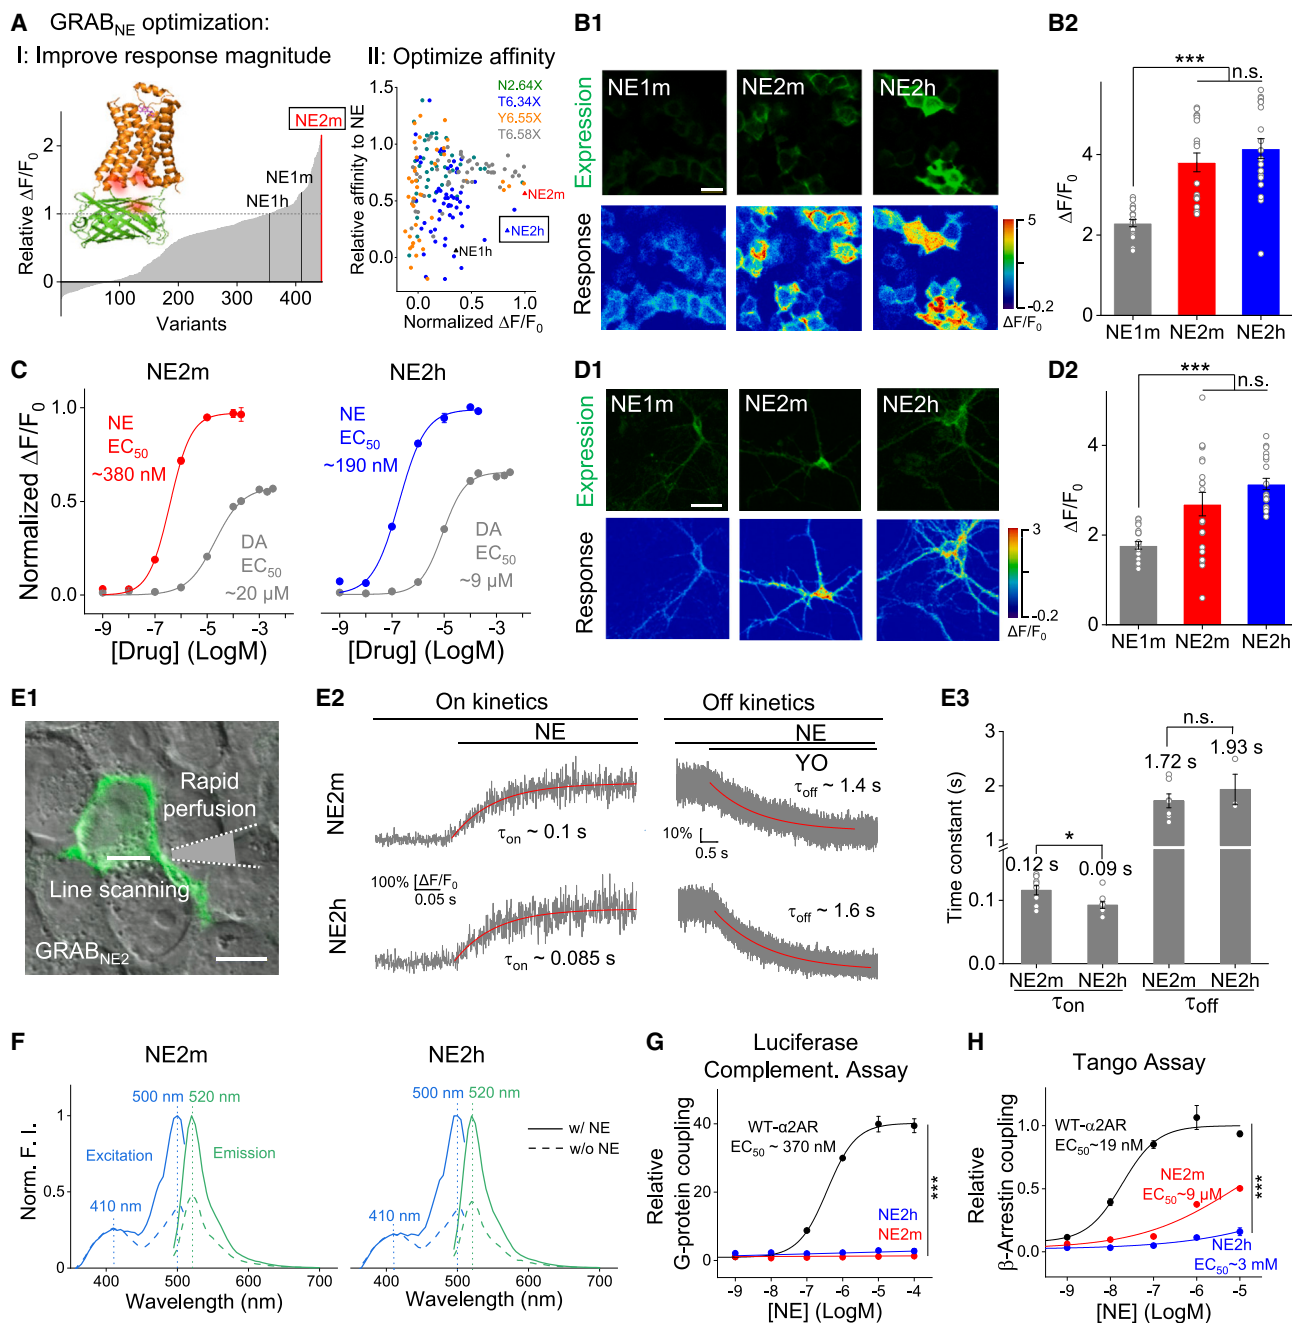 A GRAB_NE optimization:
I: Improve response magnitude
II: Optimize affinity
Relative ΔF/F0
2
1
0
NE2m
NE1m
NE1h
100 200 300 400
Variants
Relative affinity to NE
1.5
1.0
0.5
0.0
N2.64X
T6.34X
Y6.55X
T6.58X
NE2m
NE2h
NE1h
0.0 0.5 1.0
Normalized ΔF/F0
B1
Expression
NE1m NE2m NE2h
Response
5
-0.2
ΔF/F0
B2
***
n.s.
ΔF/F0
4
2
0
NE1m NE2m NE2h
C
NE2m NE2h
Normalized ΔF/F0
1.0
0.5
0.0
NE
EC50
~380 nM
DA
EC50
~20 μM
-9 -7 -5 -3
[Drug] (LogM)
NE
EC50
~190 nM
DA
EC50
~9 μM
-9 -7 -5 -3
[Drug] (LogM)
D1
Expression
NE1m NE2m NE2h
Response
3
-0.2
ΔF/F0
D2
***
n.s.
ΔF/F0
4
2
0
NE1m NE2m NE2h
E1
Rapid
perfusion
Line scanning
GRAB_NE2
E2
On kinetics Off kinetics
NE NE
YO
NE2m
τon ~ 0.1 s
τoff ~ 1.4 s
10%
0.5 s
100% ΔF/F0
0.05 s
NE2h
τon ~ 0.085 s
τoff ~ 1.6 s
E3
n.s.
1.72 s 1.93 s
*
0.12 s 0.09 s
Time constant (s)
3
2
1
0.1
0.0
NE2m NE2h NE2m NE2h
τon τoff
F
NE2m NE2h
Norm. F. I.
1
0.5
0
500 nm 520 nm
Excitation Emission
410 nm
400 500 600 700
Wavelength (nm)
500 nm 520 nm
w/ NE
w/o NE
410 nm
400 500 600 700
Wavelength (nm)
G
Luciferase
Complement. Assay
Relative
G-protein coupling
40
20
0
WT-α2AR
EC50 ~ 370 nM
NE2h
NE2m
***
-9 -8 -7 -6 -5 -4
[NE] (LogM)
H
Tango Assay
Relative
β-Arrestin coupling
1.0
0.5
0.0
WT-α2AR
EC50~19 nM
NE2m
EC50~9 μM
NE2h
EC50~3 mM
***
-9 -8 -7 -6 -5
[NE] (LogM)